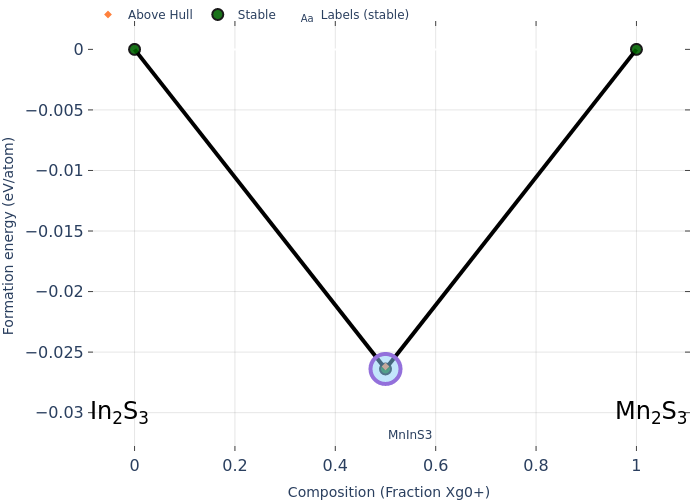 Above Hull Stable Aa Labels (stable)
0
−0.005
−0.01
−0.015
−0.02
−0.025
−0.03
Formation energy (eV/atom)
In₂S₃ Mn₂S₃
MnInS3
0 0.2 0.4 0.6 0.8 1
Composition (Fraction Xg0+)